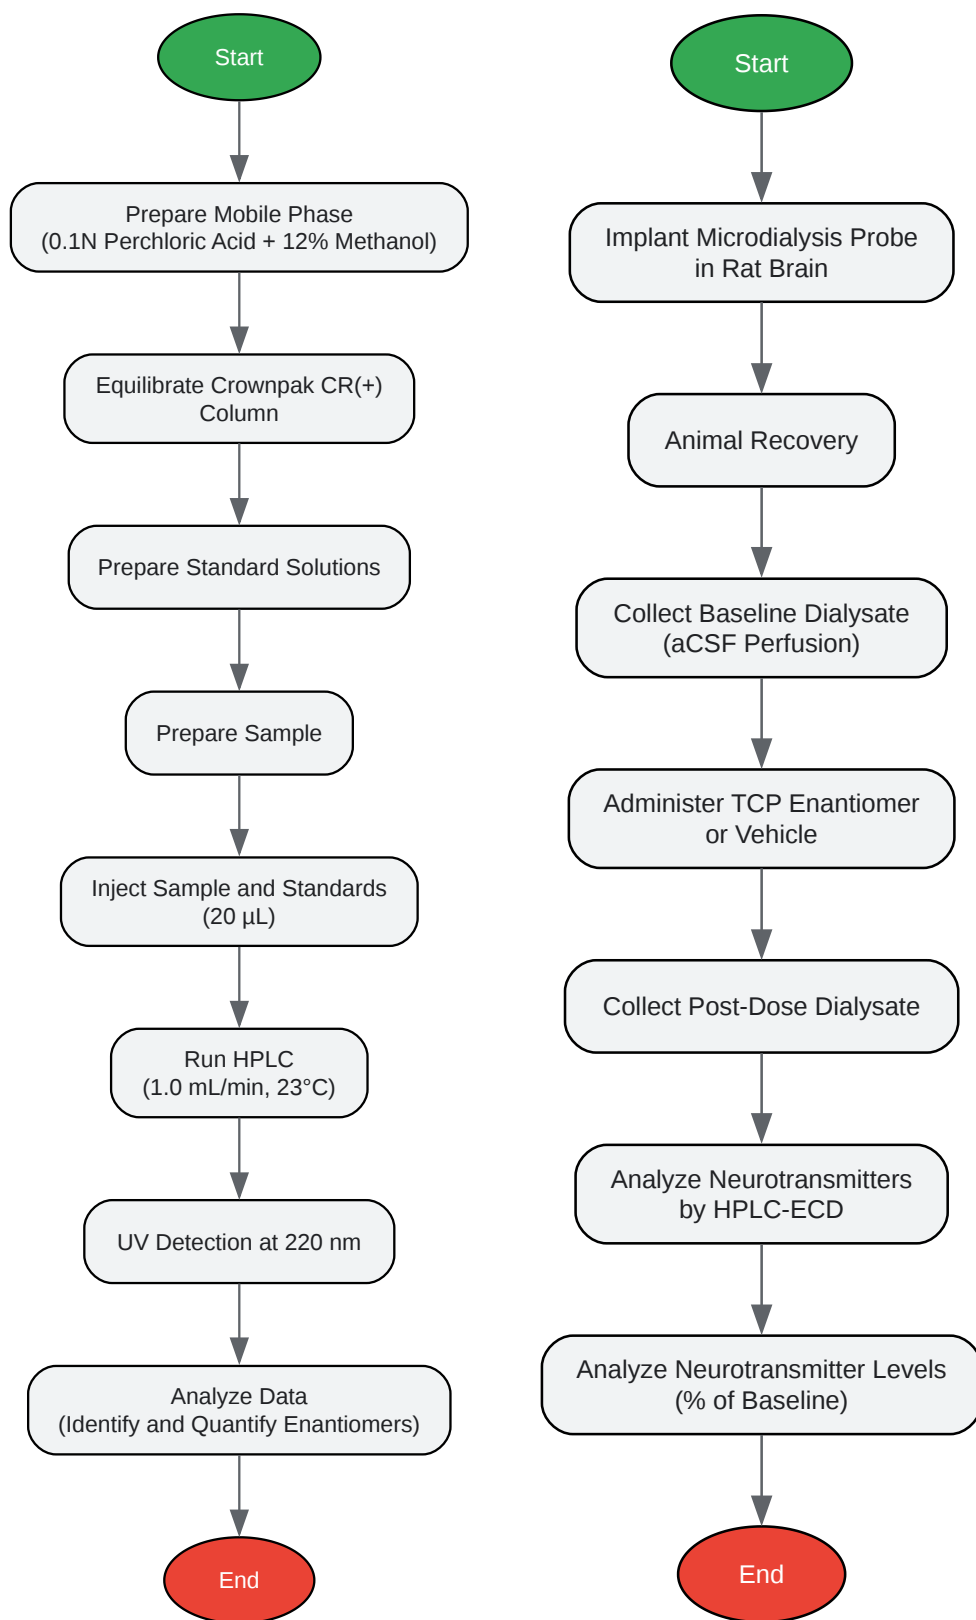 Start
Prepare Mobile Phase
(0.1N Perchloric Acid + 12% Methanol)
Equilibrate Crownpak CR(+)
Column
Prepare Standard Solutions
Prepare Sample
Inject Sample and Standards
(20 µL)
Run HPLC
(1.0 mL/min, 23°C)
UV Detection at 220 nm
Analyze Data
(Identify and Quantify Enantiomers)
End
Start
Implant Microdialysis Probe
in Rat Brain
Animal Recovery
Collect Baseline Dialysate
(aCSF Perfusion)
Administer TCP Enantiomer
or Vehicle
Collect Post-Dose Dialysate
Analyze Neurotransmitters
by HPLC-ECD
Analyze Neurotransmitter Levels
(% of Baseline)
End